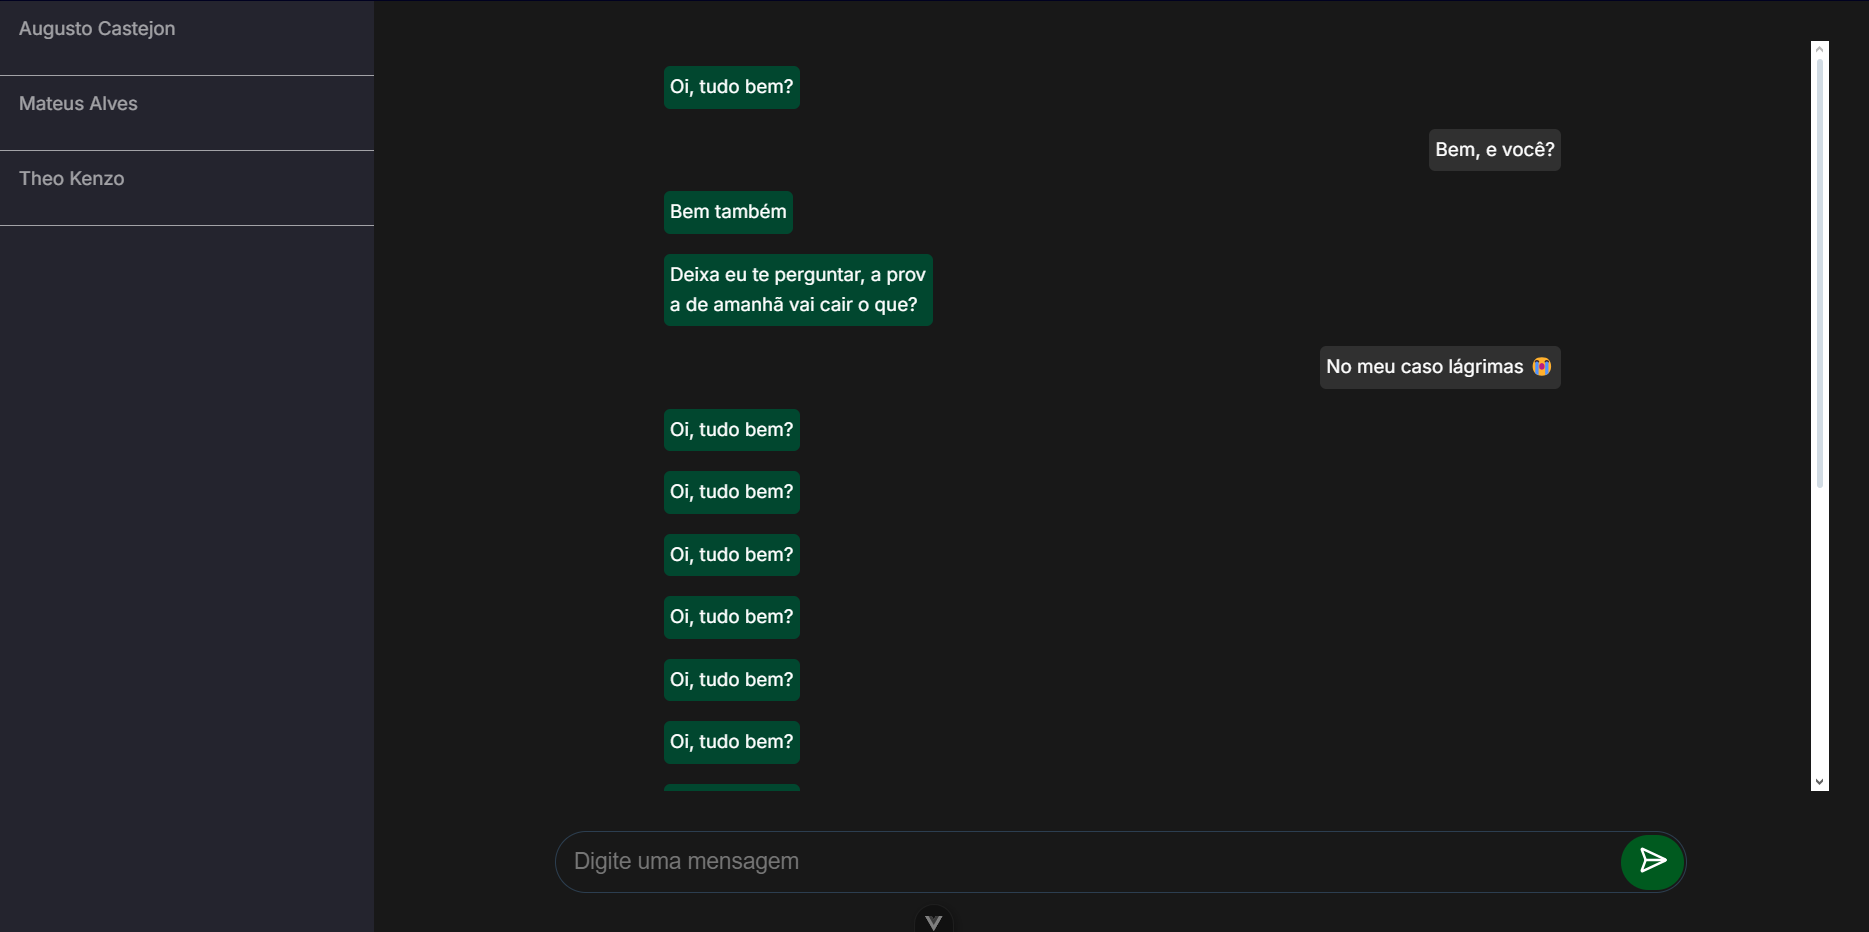 Augusto Castejon
Mateus Alves
Theo Kenzo
Oi, tudo bem?
Bem, e você?
Bem também
Deixa eu te perguntar, a prov
a de amanhã vai cair o que?
No meu caso lágrimas 😭
Oi, tudo bem?
Oi, tudo bem?
Oi, tudo bem?
Oi, tudo bem?
Oi, tudo bem?
Oi, tudo bem?
Digite uma mensagem